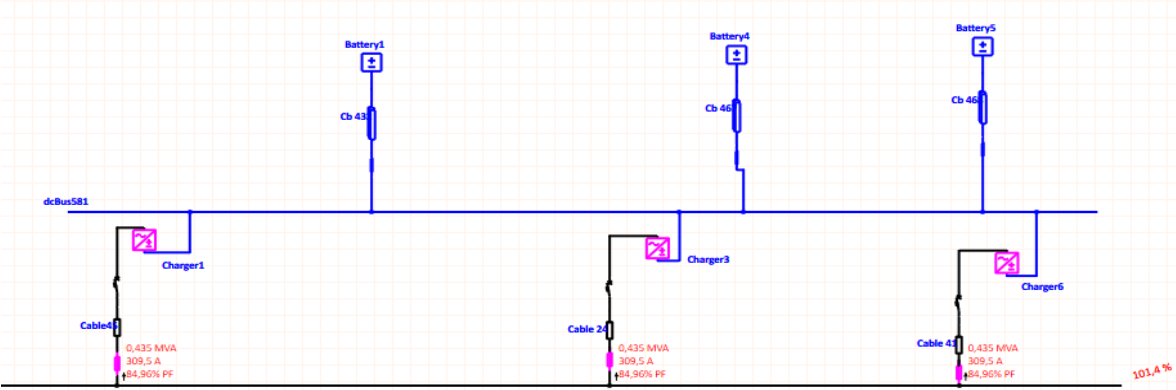 Battery1
Battery4
Battery5
Cb 43
Cb 46
Cb 46
dcBus581
Charger1
Charger3
Charger6
Cable45
Cable 24
Cable 41
0,435 MVA
309,5 A
84,96% PF
0,435 MVA
309,5 A
84,96% PF
0,435 MVA
309,5 A
84,96% PF
101,4 %